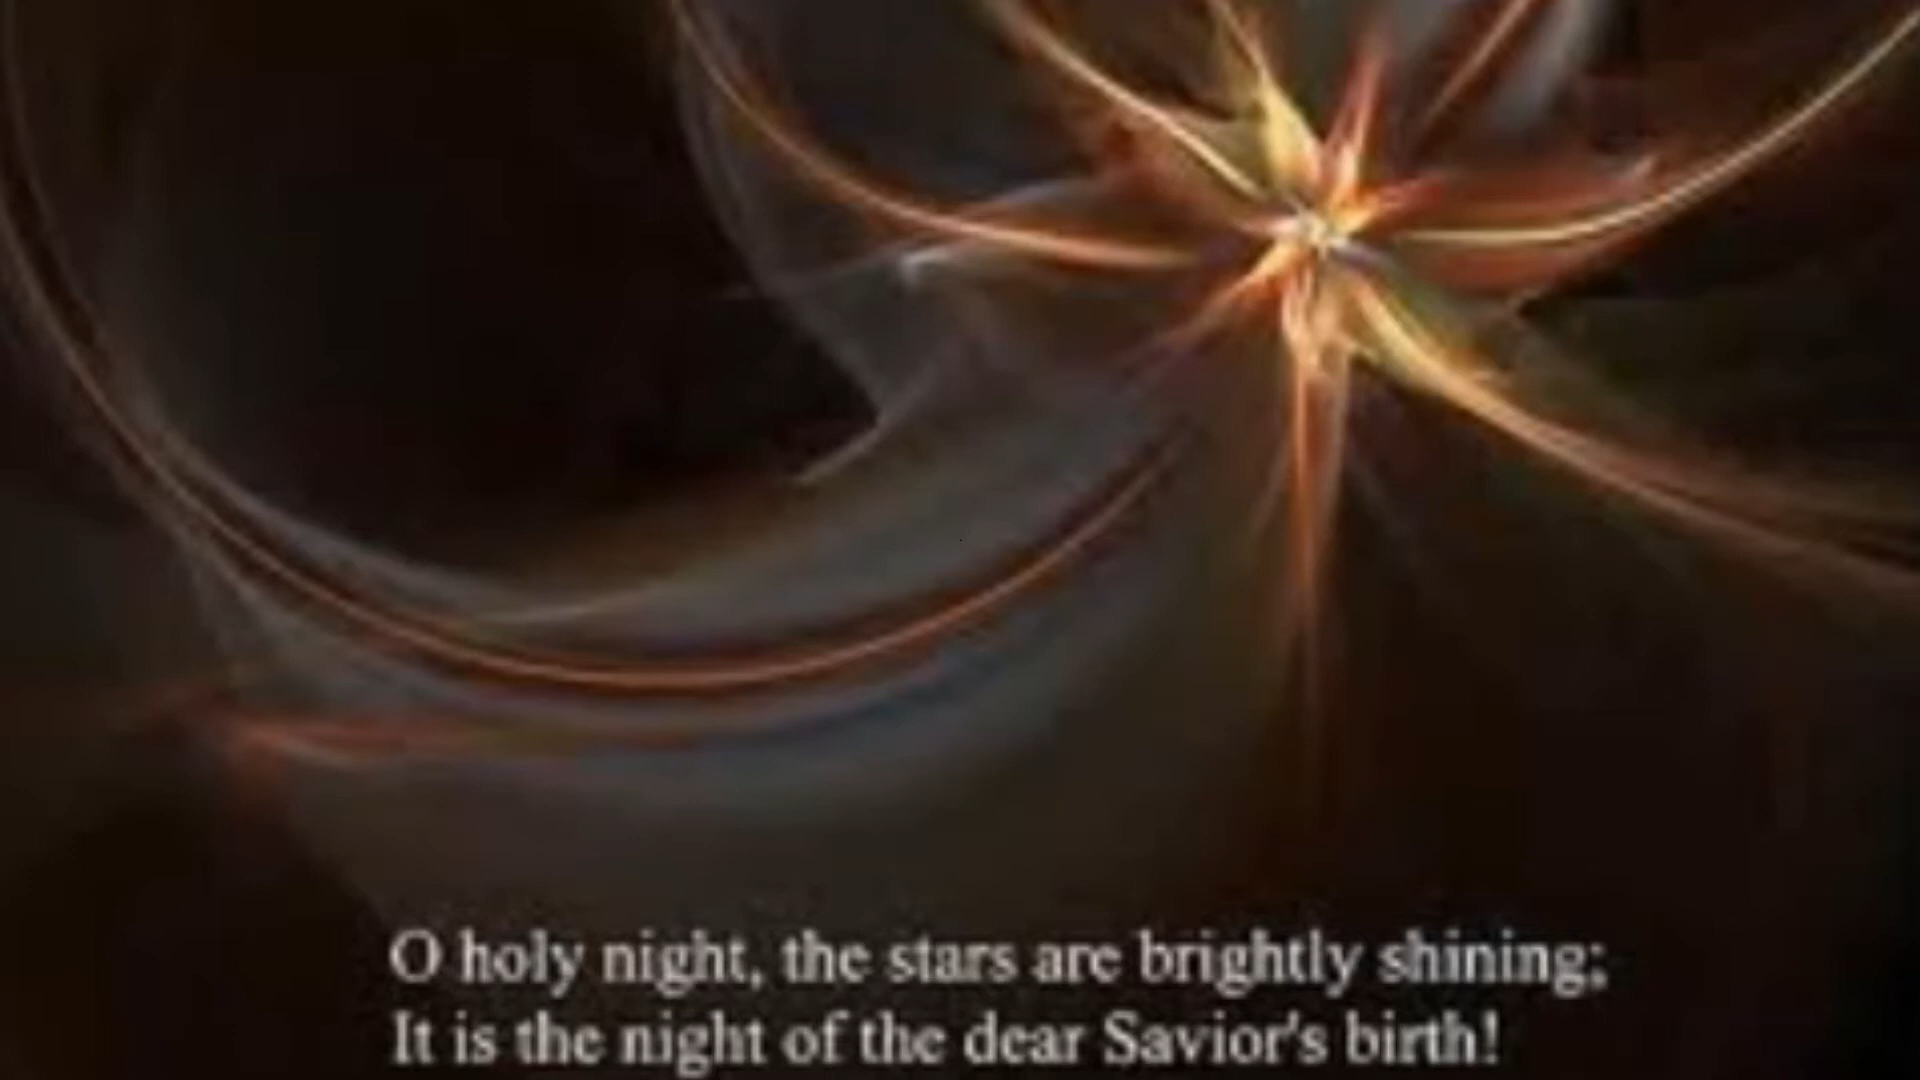 O holy night, the stars are brightly shining;
It is the night of the dear Savior's birth!